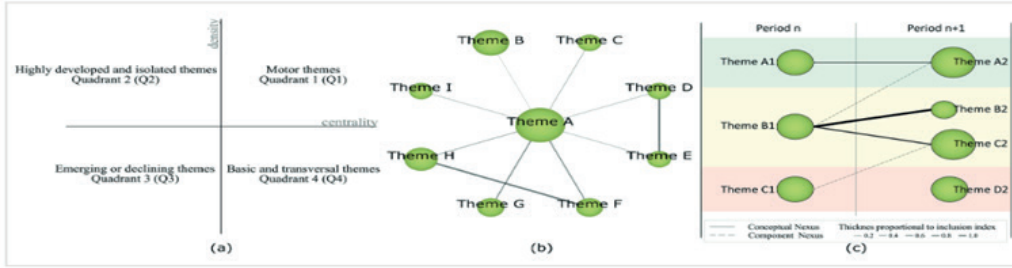 density
Highly developed and isolated themes
Quadrant 2 (Q2)
Motor themes
Quadrant 1 (Q1)
centrality
Emerging or declining themes
Quadrant 3 (Q3)
Basic and transversal themes
Quadrant 4 (Q4)
(a)
Theme B
Theme C
Theme I
Theme D
Theme A
Theme H
Theme E
Theme G
Theme F
(b)
Period n
Period n+1
Theme A1
Theme A2
Theme B1
Theme B2
Theme C2
Theme C1
Theme D2
Conceptual Nexus
Component Nexus
Thicknes proportional to inclusion index
0.2 0.4 0.6 0.8 1.0
(c)